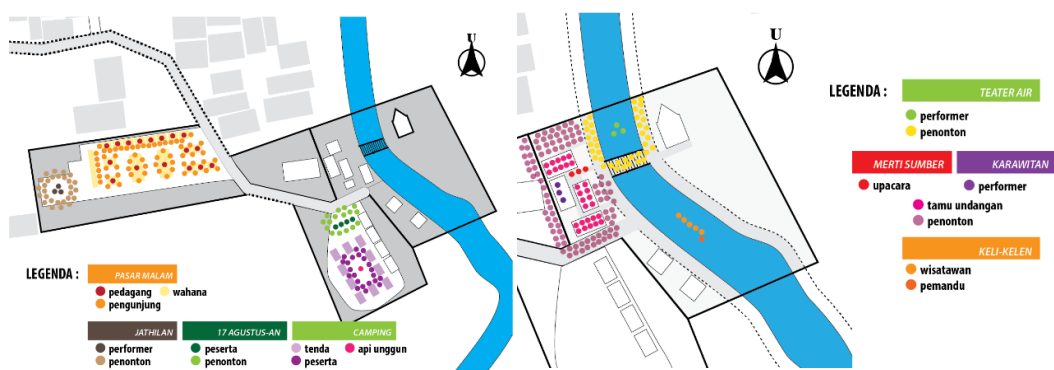 U
LEGENDA :
PASAR MALAM
pedagang
wahana
pengunjung
JATHILAN
17 AGUSTUS-AN
CAMPING
performer
peserta
tenda
api unggun
penonton
penonton
peserta
U
LEGENDA :
TEATER AIR
performer
penonton
MERTI SUMBER
KARAWITAN
upacara
performer
tamu undangan
penonton
KELI-KELEN
wisatawan
pemandu